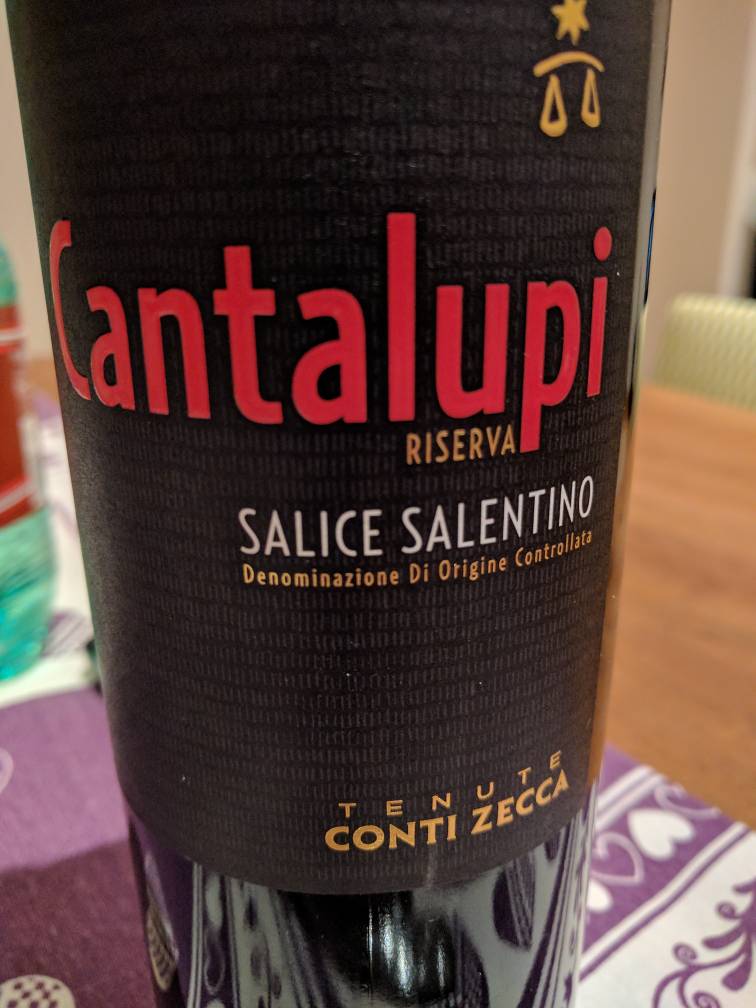 Cantalupi
RISERVA
SALICE SALENTINO
Denominazione Di Origine Controllata
TENUTE
CONTI ZECCA